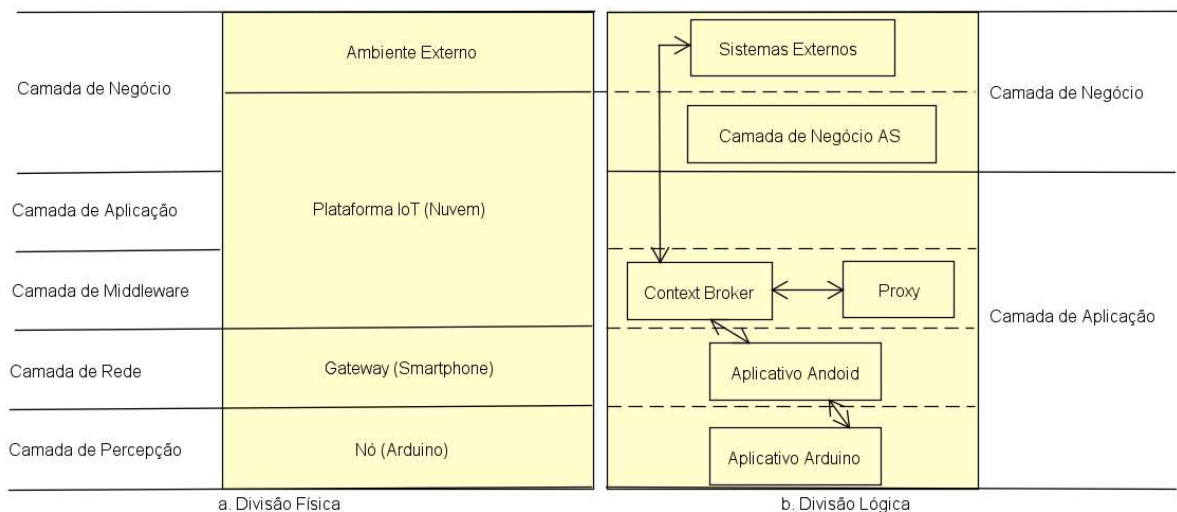 Camada de Negócio
Camada de Aplicação
Camada de Middleware
Camada de Rede
Camada de Percepção
Ambiente Externo
Plataforma IoT (Nuvem)
Gateway (Smartphone)
Nó (Arduino)
a. Divisão Física
Sistemas Externos
Camada de Negócio AS
Context Broker
Proxy
Aplicativo Andoid
Aplicativo Arduino
Camada de Negócio
Camada de Aplicação
b. Divisão Lógica